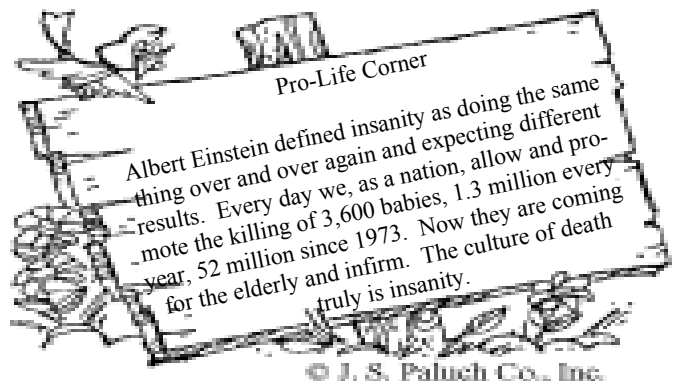 Pro-Life Corner
Albert Einstein defined insanity as doing the same
thing over and over again and expecting different
results.  Every day we, as a nation, allow and pro-
mote the killing of 3,600 babies, 1.3 million every
year, 52 million since 1973.  Now they are coming
for the elderly and infirm.  The culture of death
truly is insanity.
© J. S. Paluch Co., Inc.